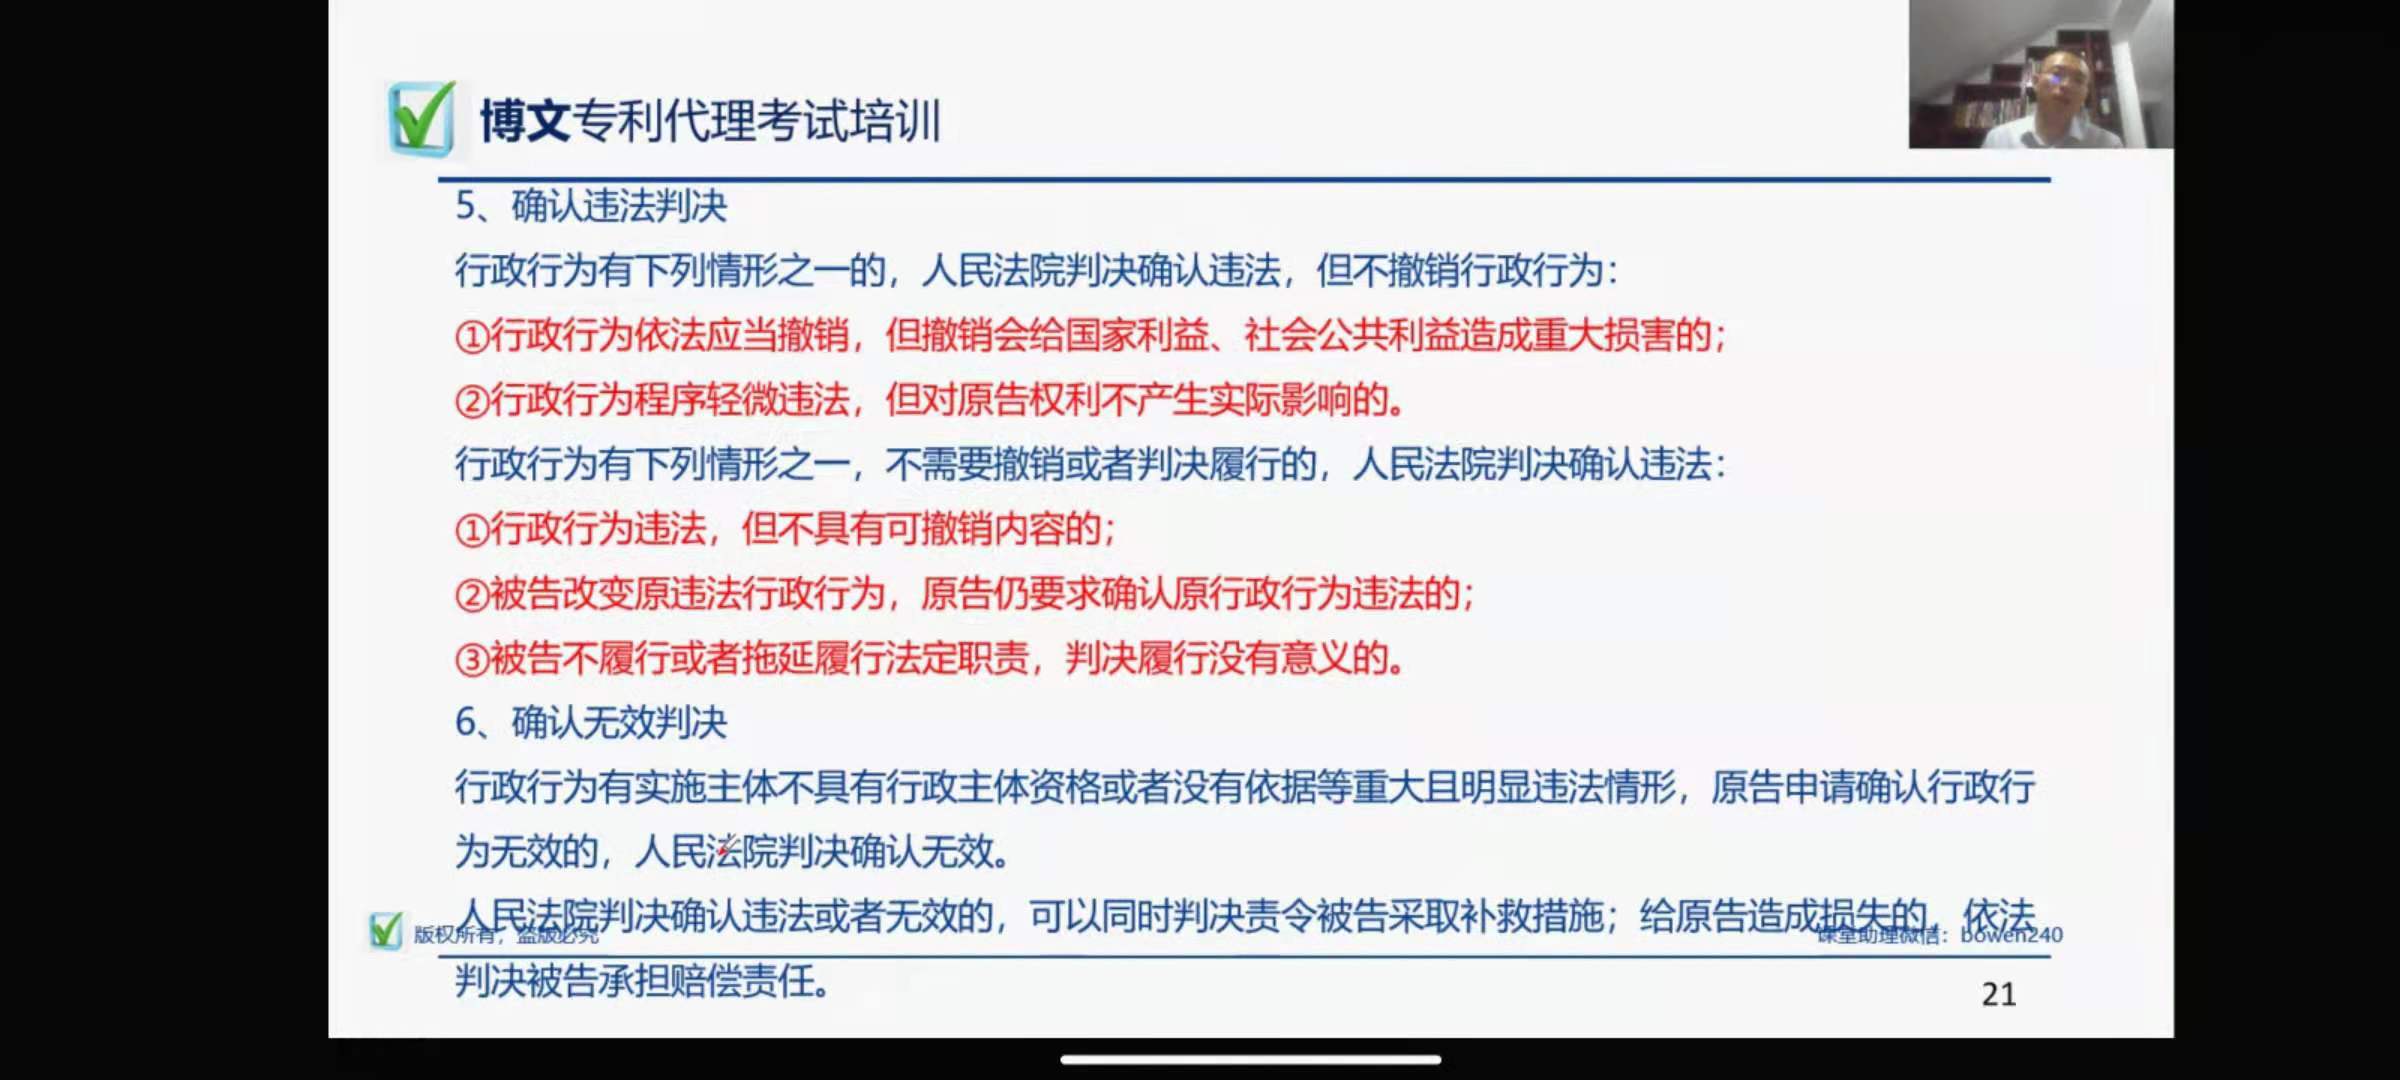 博文专利代理考试培训
5、确认违法判决
行政行为有下列情形之一的，人民法院判决确认违法，但不撤销行政行为：
①行政行为依法应当撤销，但撤销会给国家利益、社会公共利益造成重大损害的；
②行政行为程序轻微违法，但对原告权利不产生实际影响的。
行政行为有下列情形之一，不需要撤销或者判决履行的，人民法院判决确认违法：
①行政行为违法，但不具有可撤销内容的；
②被告改变原违法行政行为，原告仍要求确认原行政行为违法的；
③被告不履行或者拖延履行法定职责，判决履行没有意义的。
6、确认无效判决
行政行为有实施主体不具有行政主体资格或者没有依据等重大且明显违法情形，原告申请确认行政行
为无效的，人民法院判决确认无效。
人民法院判决确认违法或者无效的，可以同时判决责令被告采取补救措施；给原告造成损失的，依法
版权所有，盗版必究
课堂助理微信：bowen240
判决被告承担赔偿责任。
21